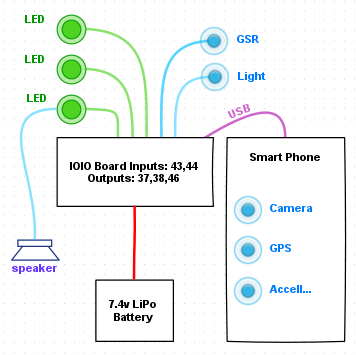 LED
GSR
LED
Light
LED
USB
IOIO Board Inputs: 43,44
Outputs: 37,38,46
Smart Phone
Camera
GPS
Accell...
speaker
7.4v LiPo
Battery